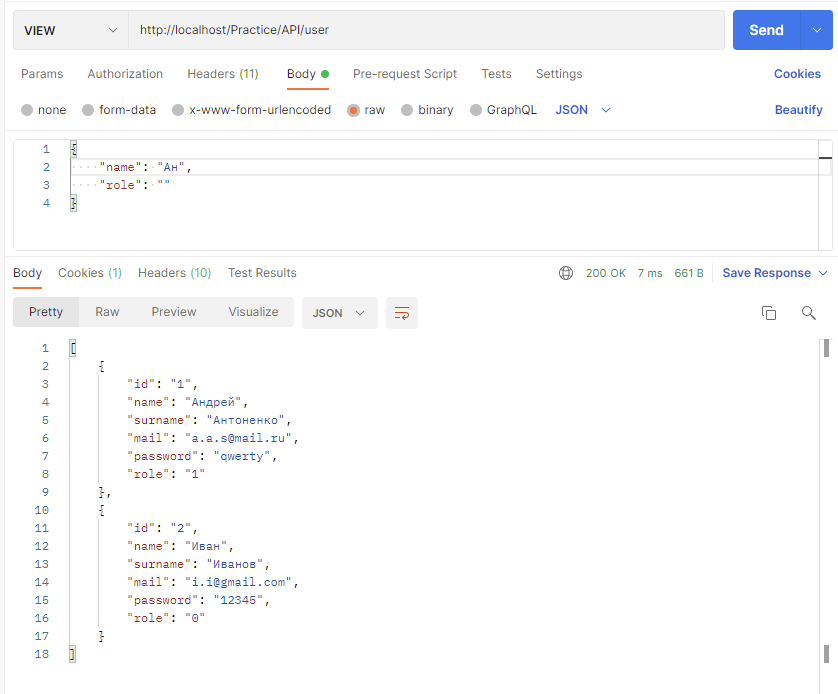 VIEW http://localhost/Practice/API/user Send
Params Authorization Headers (11) Body Pre-request Script Tests Settings Cookies
none form-data x-www-form-urlencoded raw binary GraphQL JSON Beautify
1 {
2 ····"name":·"Ан",
3 ····"role":·""
4 }
Body Cookies (1) Headers (10) Test Results 200 OK 7 ms 661 B Save Response
Pretty Raw Preview Visualize JSON
1 [
2 {
3 "id": "1",
4 "name": "Андрей",
5 "surname": "Антоненко",
6 "mail": "a.a.s@mail.ru",
7 "password": "qwerty",
8 "role": "1"
9 },
10 {
11 "id": "2",
12 "name": "Иван",
13 "surname": "Иванов",
14 "mail": "i.i@gmail.com",
15 "password": "12345",
16 "role": "0"
17 }
18 ]